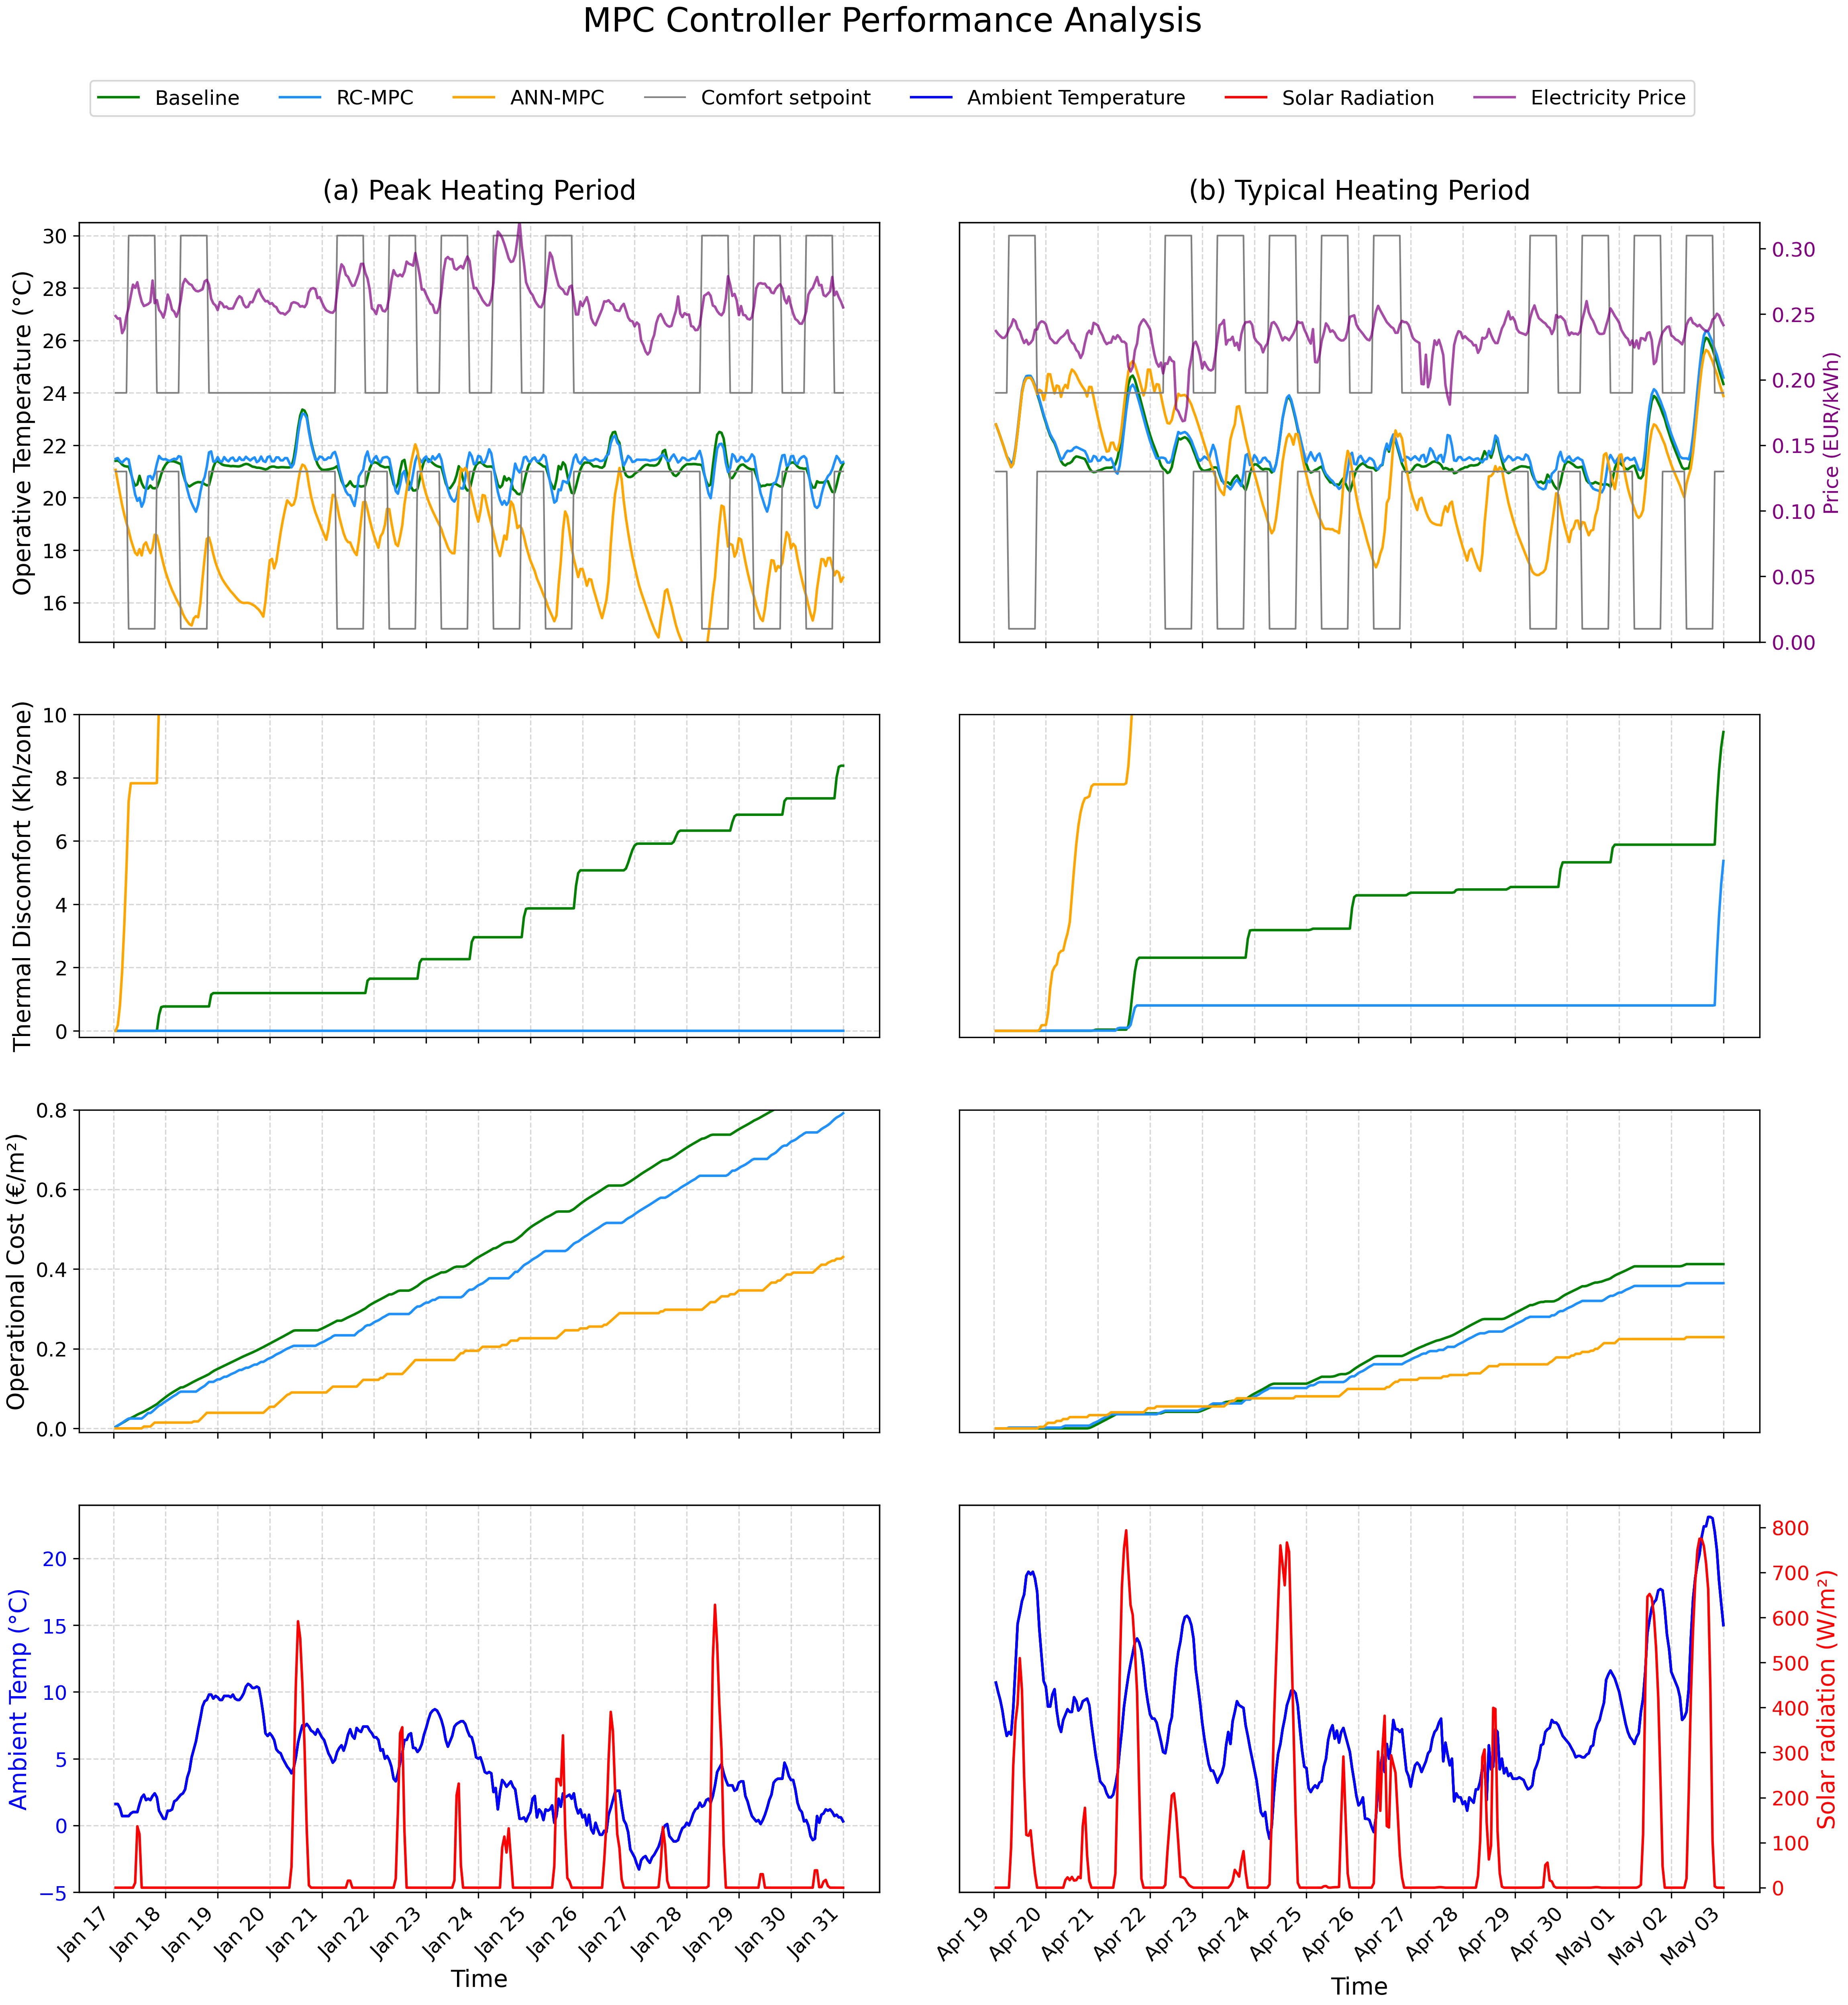 MPC Controller Performance Analysis
Baseline RC-MPC ANN-MPC Comfort setpoint Ambient Temperature Solar Radiation Electricity Price
(a) Peak Heating Period
(b) Typical Heating Period
Operative Temperature (°C)
30
28
26
24
22
20
18
16
0.30
0.25
0.20
0.15
0.10
0.05
0.00
Price (EUR/kWh)
Thermal Discomfort (Kh/zone)
10
8
6
4
2
0
Operational Cost (€/m²)
0.8
0.6
0.4
0.2
0.0
Ambient Temp (°C)
20
15
10
5
0
−5
800
700
600
500
400
300
200
100
0
Solar radiation (W/m²)
Jan 17
Jan 18
Jan 19
Jan 20
Jan 21
Jan 22
Jan 23
Jan 24
Jan 25
Jan 26
Jan 27
Jan 28
Jan 29
Jan 30
Jan 31
Time
Apr 19
Apr 20
Apr 21
Apr 22
Apr 23
Apr 24
Apr 25
Apr 26
Apr 27
Apr 28
Apr 29
Apr 30
May 01
May 02
May 03
Time